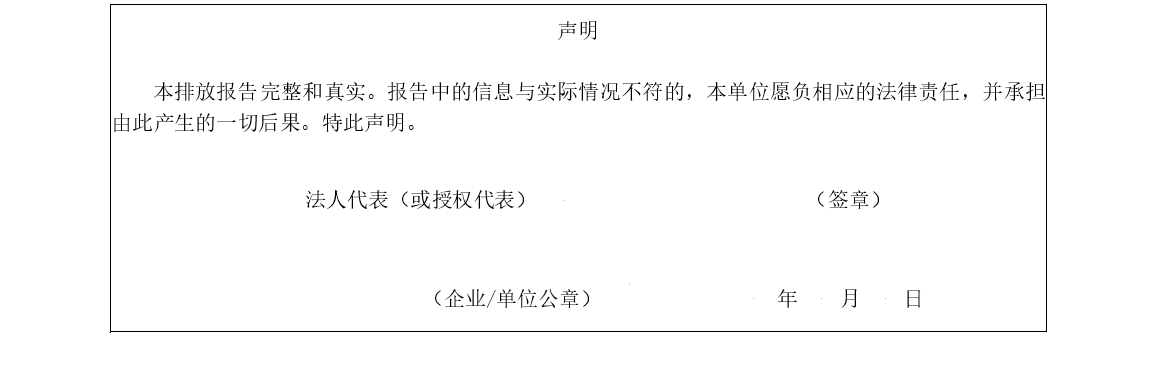 声明
本排放报告完整和真实。报告中的信息与实际情况不符的，本单位愿负相应的法律责任，并承担
由此产生的一切后果。特此声明。
法人代表（或授权代表） （签章）
（企业/单位公章） 年 月 日